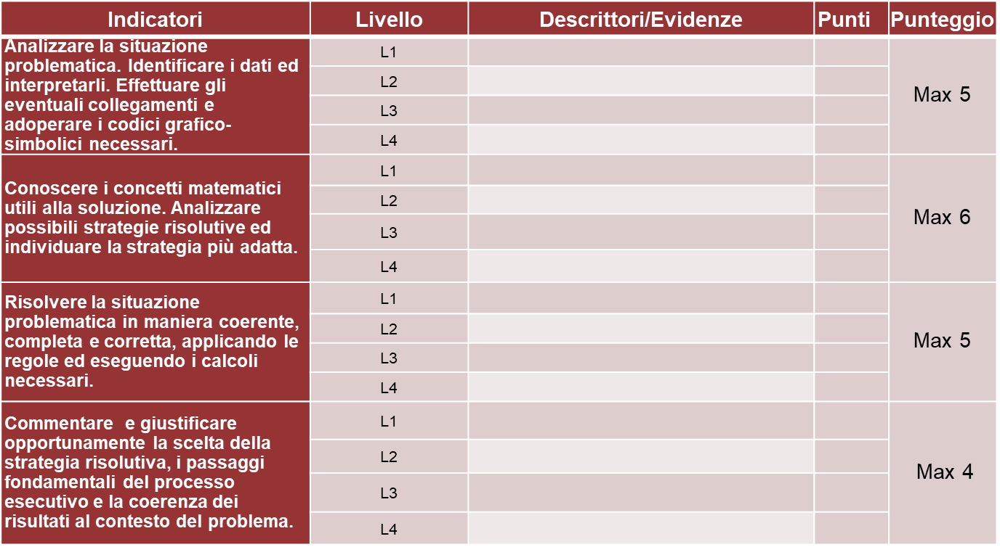 Indicatori Livello Descrittori/Evidenze Punti Punteggio
Analizzare la situazione
problematica. Identificare i dati ed
interpretarli. Effettuare gli
eventuali collegamenti e
adoperare i codici grafico-
simbolici necessari.
L1
L2
L3
L4
Max 5
Conoscere i concetti matematici
utili alla soluzione. Analizzare
possibili strategie risolutive ed
individuare la strategia più adatta.
L1
L2
L3
L4
Max 6
Risolvere la situazione
problematica in maniera coerente,
completa e corretta, applicando le
regole ed eseguendo i calcoli
necessari.
L1
L2
L3
L4
Max 5
Commentare e giustificare
opportunamente la scelta della
strategia risolutiva, i passaggi
fondamentali del processo
esecutivo e la coerenza dei
risultati al contesto del problema.
L1
L2
L3
L4
Max 4